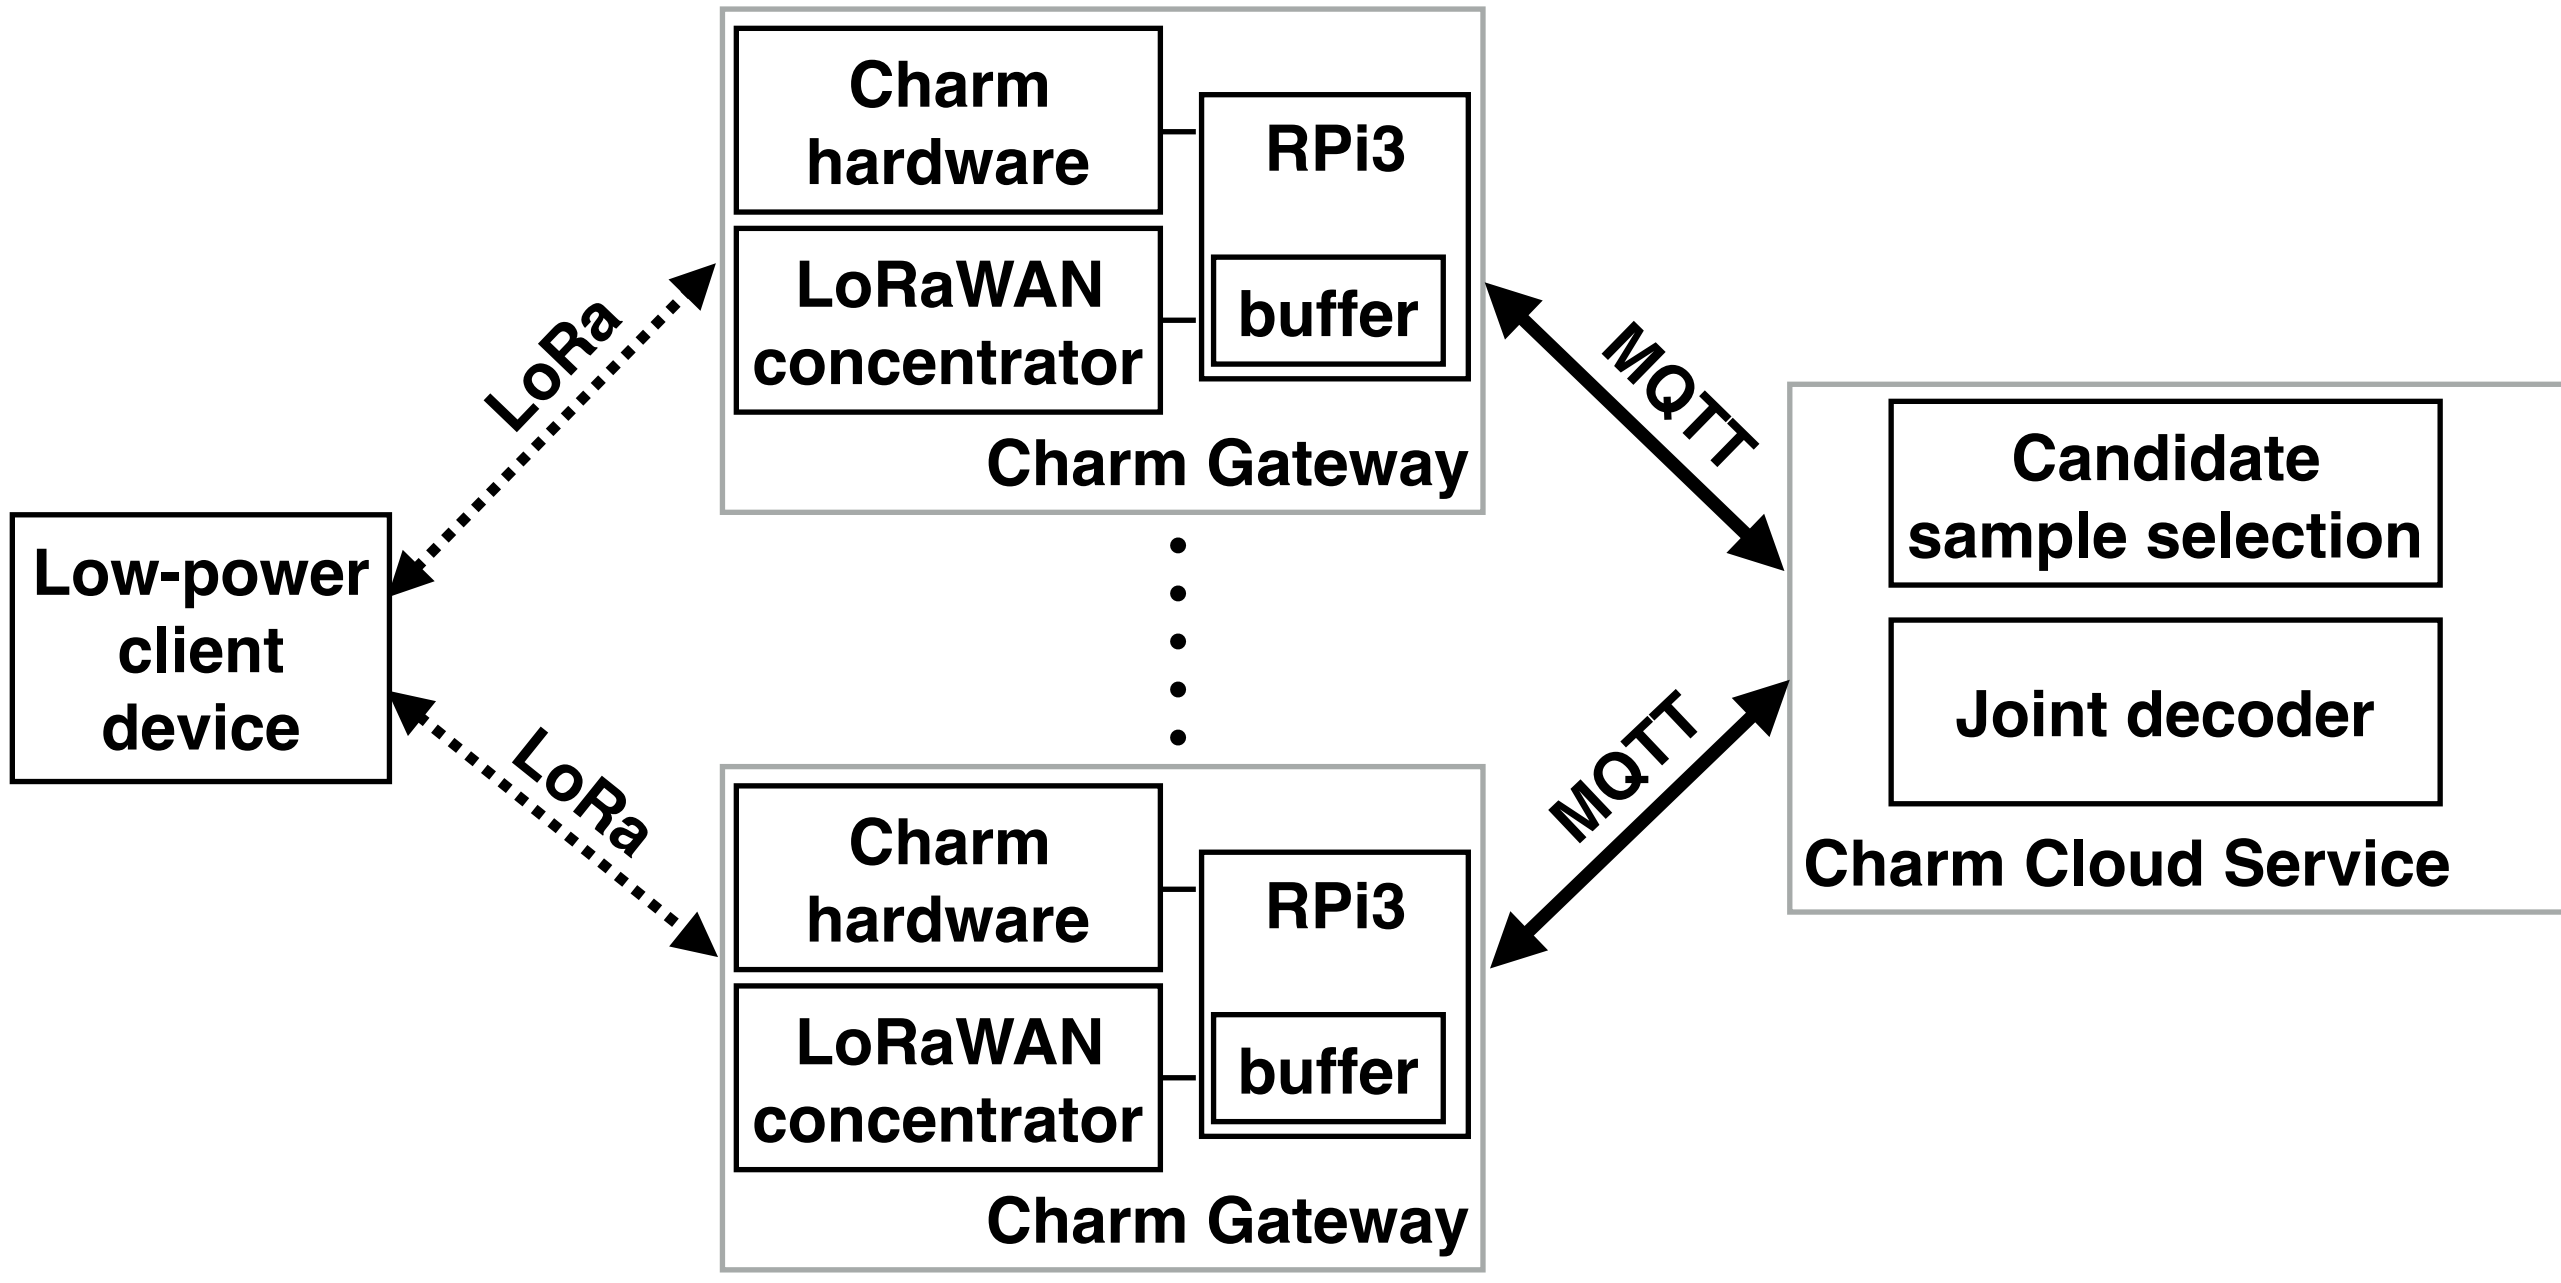 Low-power
client
device
LoRa
LoRa
Charm
hardware
LoRaWAN
concentrator
RPi3
buffer
Charm Gateway
Charm
hardware
LoRaWAN
concentrator
RPi3
buffer
Charm Gateway
MQTT
MQTT
Candidate
sample selection
Joint decoder
Charm Cloud Service